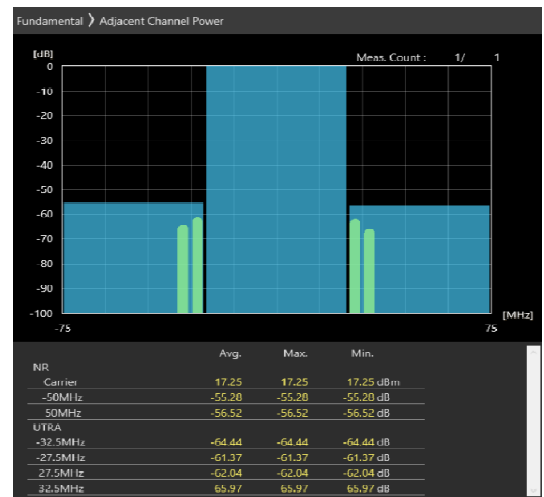 Fundamental ❯ Adjacent Channel Power
[dB]
Meas. Count : 1/ 1
0
-10
-20
-30
-40
-50
-60
-70
-80
-90
-100
[MHz]
-75 75
Avg. Max. Min.
NR
Carrier 17.25 17.25 17.25 dBm
-50MHz -55.28 -55.28 -55.28 dB
50MHz -56.52 -56.52 -56.52 dB
UTRA
-32.5MHz -64.44 -64.44 -64.44 dB
-27.5MHz -61.37 -61.37 -61.37 dB
27.5MHz -62.04 -62.04 -62.04 dB
32.5MHz 65.97 65.97 65.97 dB